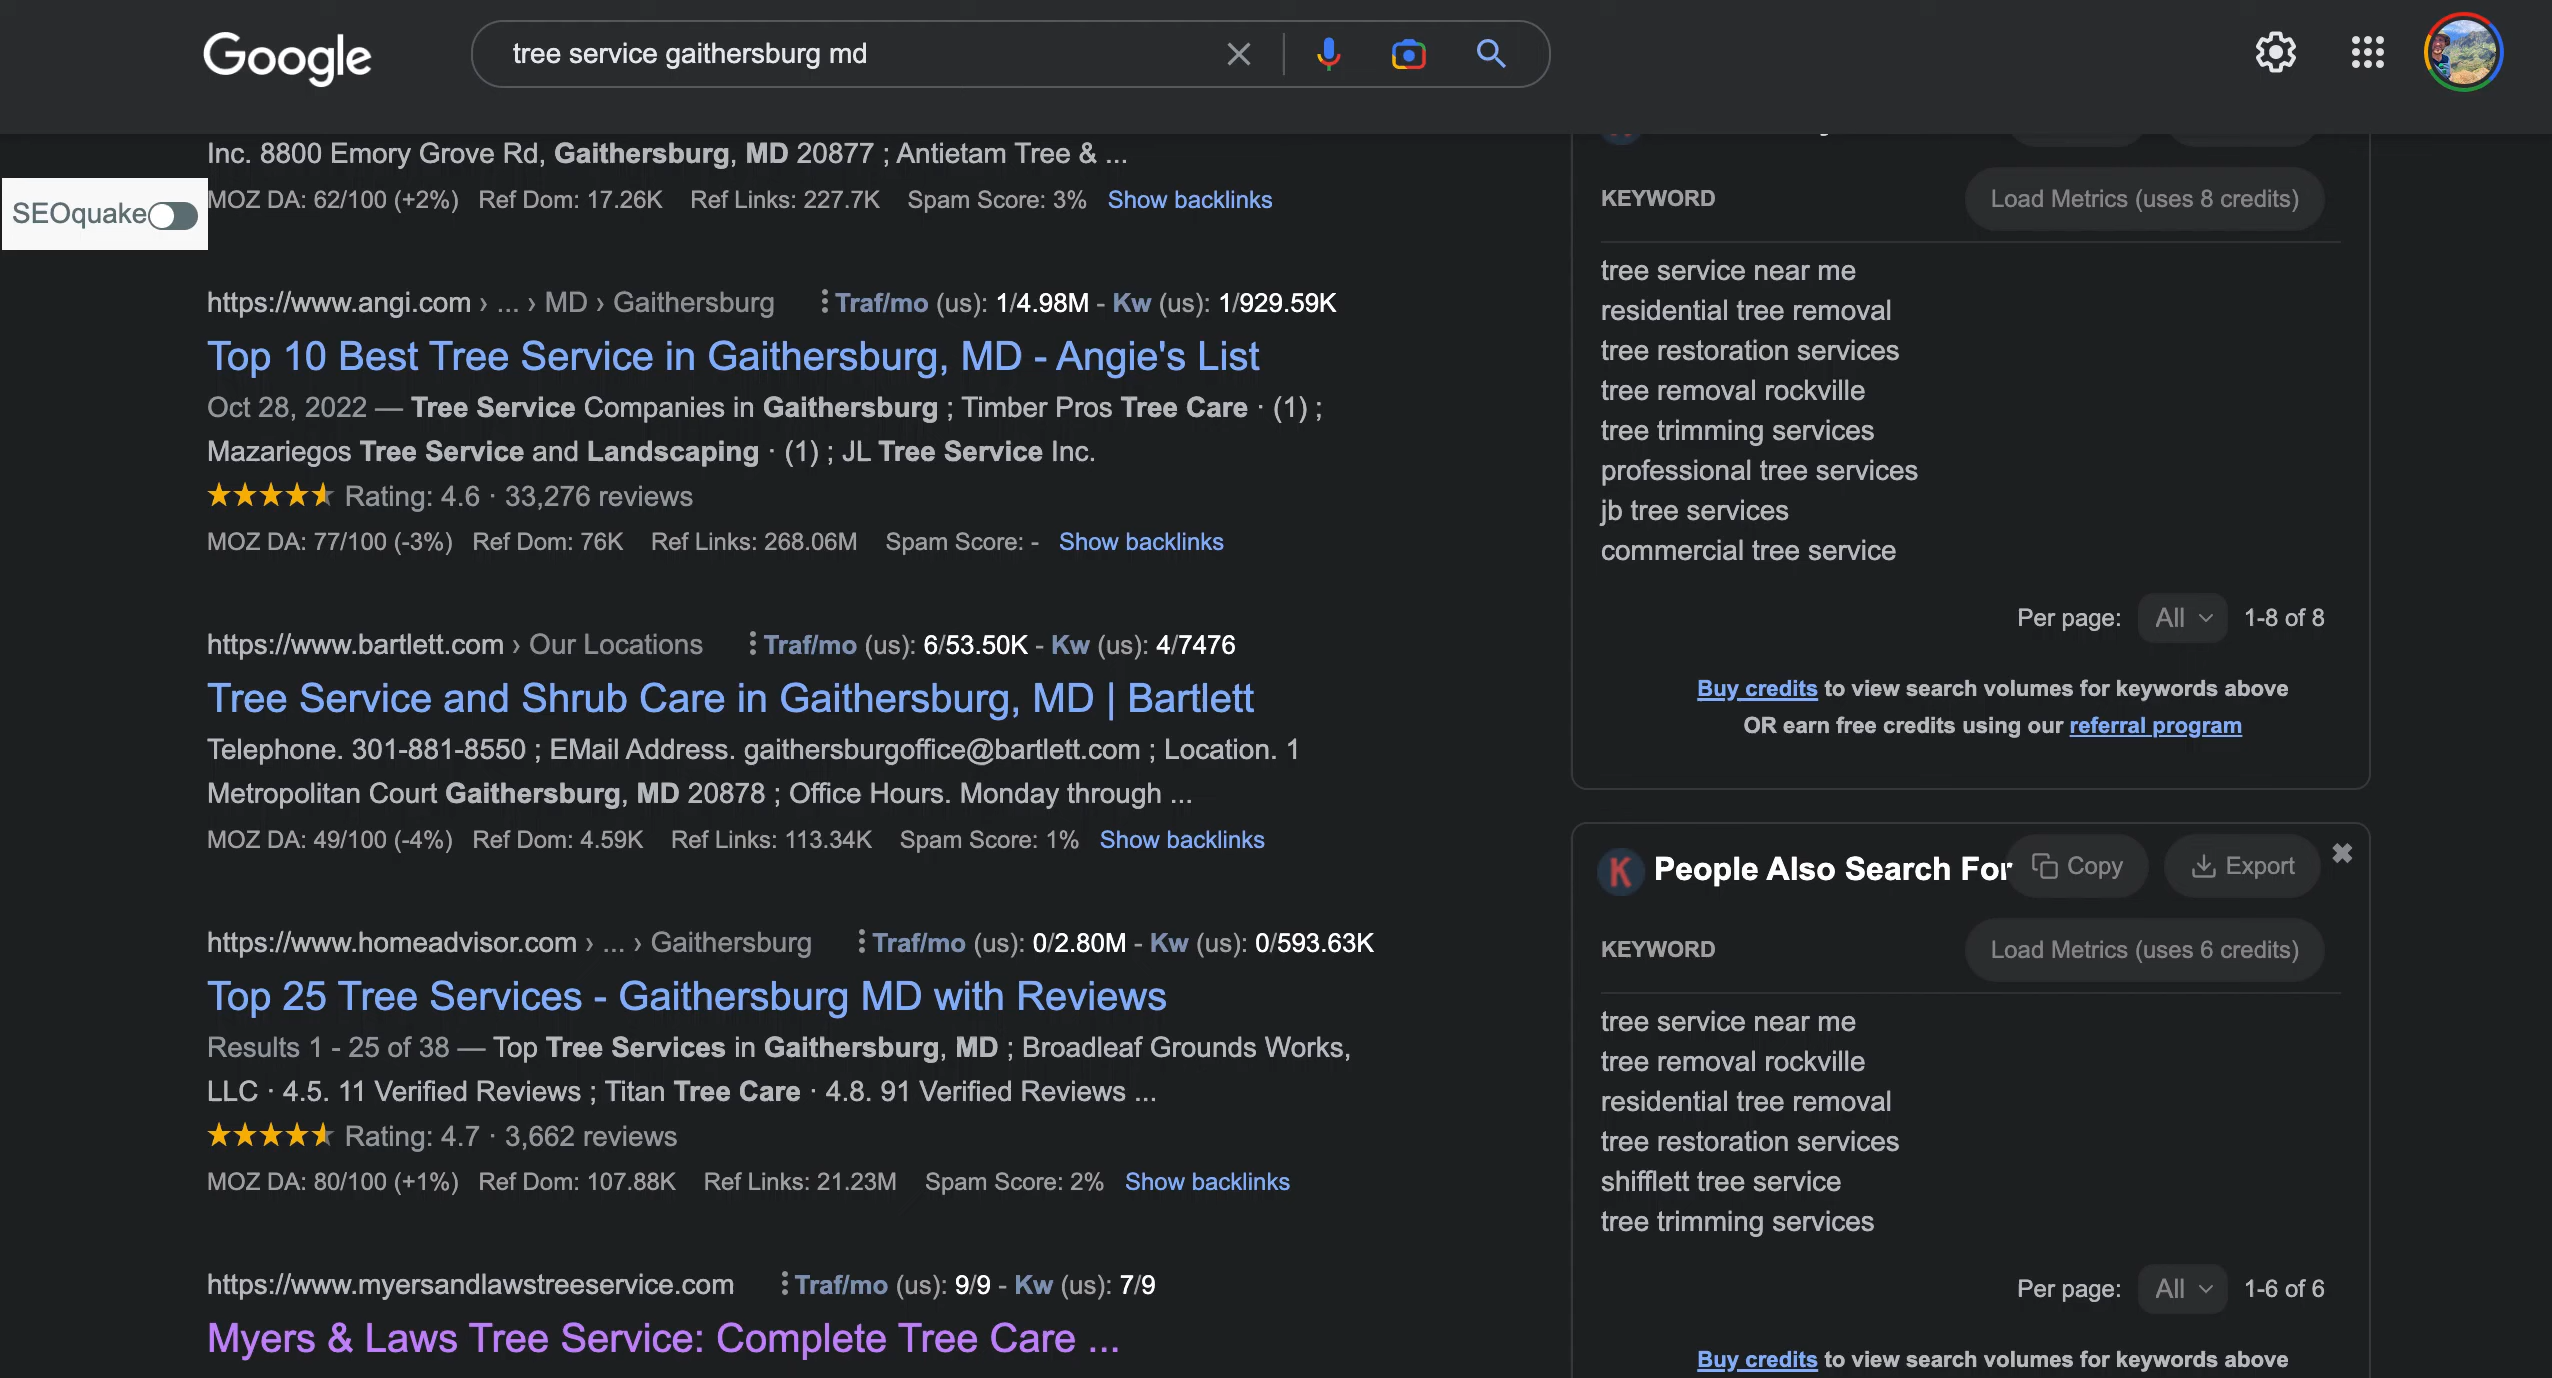 Google
tree service gaithersburg md
SEOquake
Inc. 8800 Emory Grove Rd, Gaithersburg, MD 20877 ; Antietam Tree & ...
MOZ DA: 62/100 (+2%) Ref Dom: 17.26K Ref Links: 227.7K Spam Score: 3% Show backlinks
https://www.angi.com › ... › MD › Gaithersburg Traf/mo (us): 1/4.98M - Kw (us): 1/929.59K
Top 10 Best Tree Service in Gaithersburg, MD - Angie's List
Oct 28, 2022 — Tree Service Companies in Gaithersburg ; Timber Pros Tree Care · (1) ;
Mazariegos Tree Service and Landscaping · (1) ; JL Tree Service Inc.
Rating: 4.6 · 33,276 reviews
MOZ DA: 77/100 (-3%) Ref Dom: 76K Ref Links: 268.06M Spam Score: - Show backlinks
https://www.bartlett.com › Our Locations Traf/mo (us): 6/53.50K - Kw (us): 4/7476
Tree Service and Shrub Care in Gaithersburg, MD | Bartlett
Telephone. 301-881-8550 ; EMail Address. gaithersburgoffice@bartlett.com ; Location. 1
Metropolitan Court Gaithersburg, MD 20878 ; Office Hours. Monday through ...
MOZ DA: 49/100 (-4%) Ref Dom: 4.59K Ref Links: 113.34K Spam Score: 1% Show backlinks
https://www.homeadvisor.com › ... › Gaithersburg Traf/mo (us): 0/2.80M - Kw (us): 0/593.63K
Top 25 Tree Services - Gaithersburg MD with Reviews
Results 1 - 25 of 38 — Top Tree Services in Gaithersburg, MD ; Broadleaf Grounds Works,
LLC · 4.5. 11 Verified Reviews ; Titan Tree Care · 4.8. 91 Verified Reviews ...
Rating: 4.7 · 3,662 reviews
MOZ DA: 80/100 (+1%) Ref Dom: 107.88K Ref Links: 21.23M Spam Score: 2% Show backlinks
https://www.myersandlawstreeservice.com Traf/mo (us): 9/9 - Kw (us): 7/9
Myers & Laws Tree Service: Complete Tree Care ...
KEYWORD Load Metrics (uses 8 credits)
tree service near me
residential tree removal
tree restoration services
tree removal rockville
tree trimming services
professional tree services
jb tree services
commercial tree service
Per page: All 1-8 of 8
Buy credits to view search volumes for keywords above
OR earn free credits using our referral program
K People Also Search For Copy Export
KEYWORD Load Metrics (uses 6 credits)
tree service near me
tree removal rockville
residential tree removal
tree restoration services
shifflett tree service
tree trimming services
Per page: All 1-6 of 6
Buy credits to view search volumes for keywords above